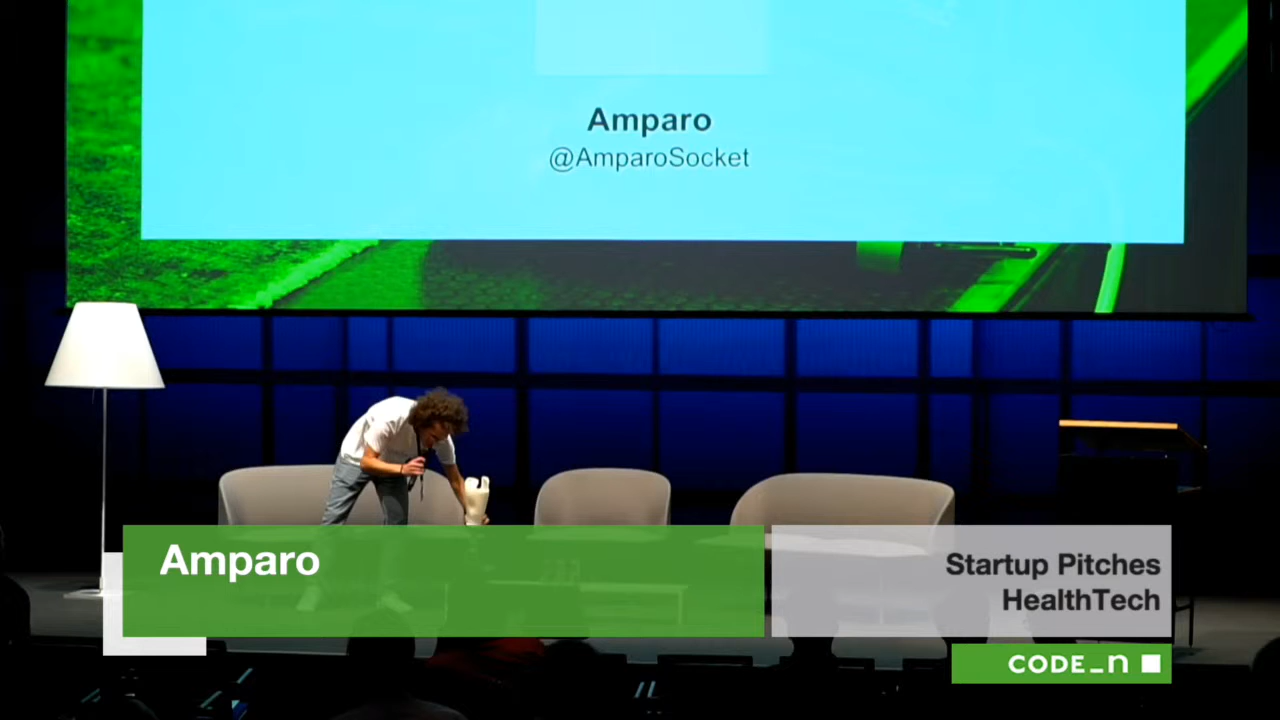 Amparo
@AmparoSocket
Amparo
Startup Pitches
HealthTech
CODE_n